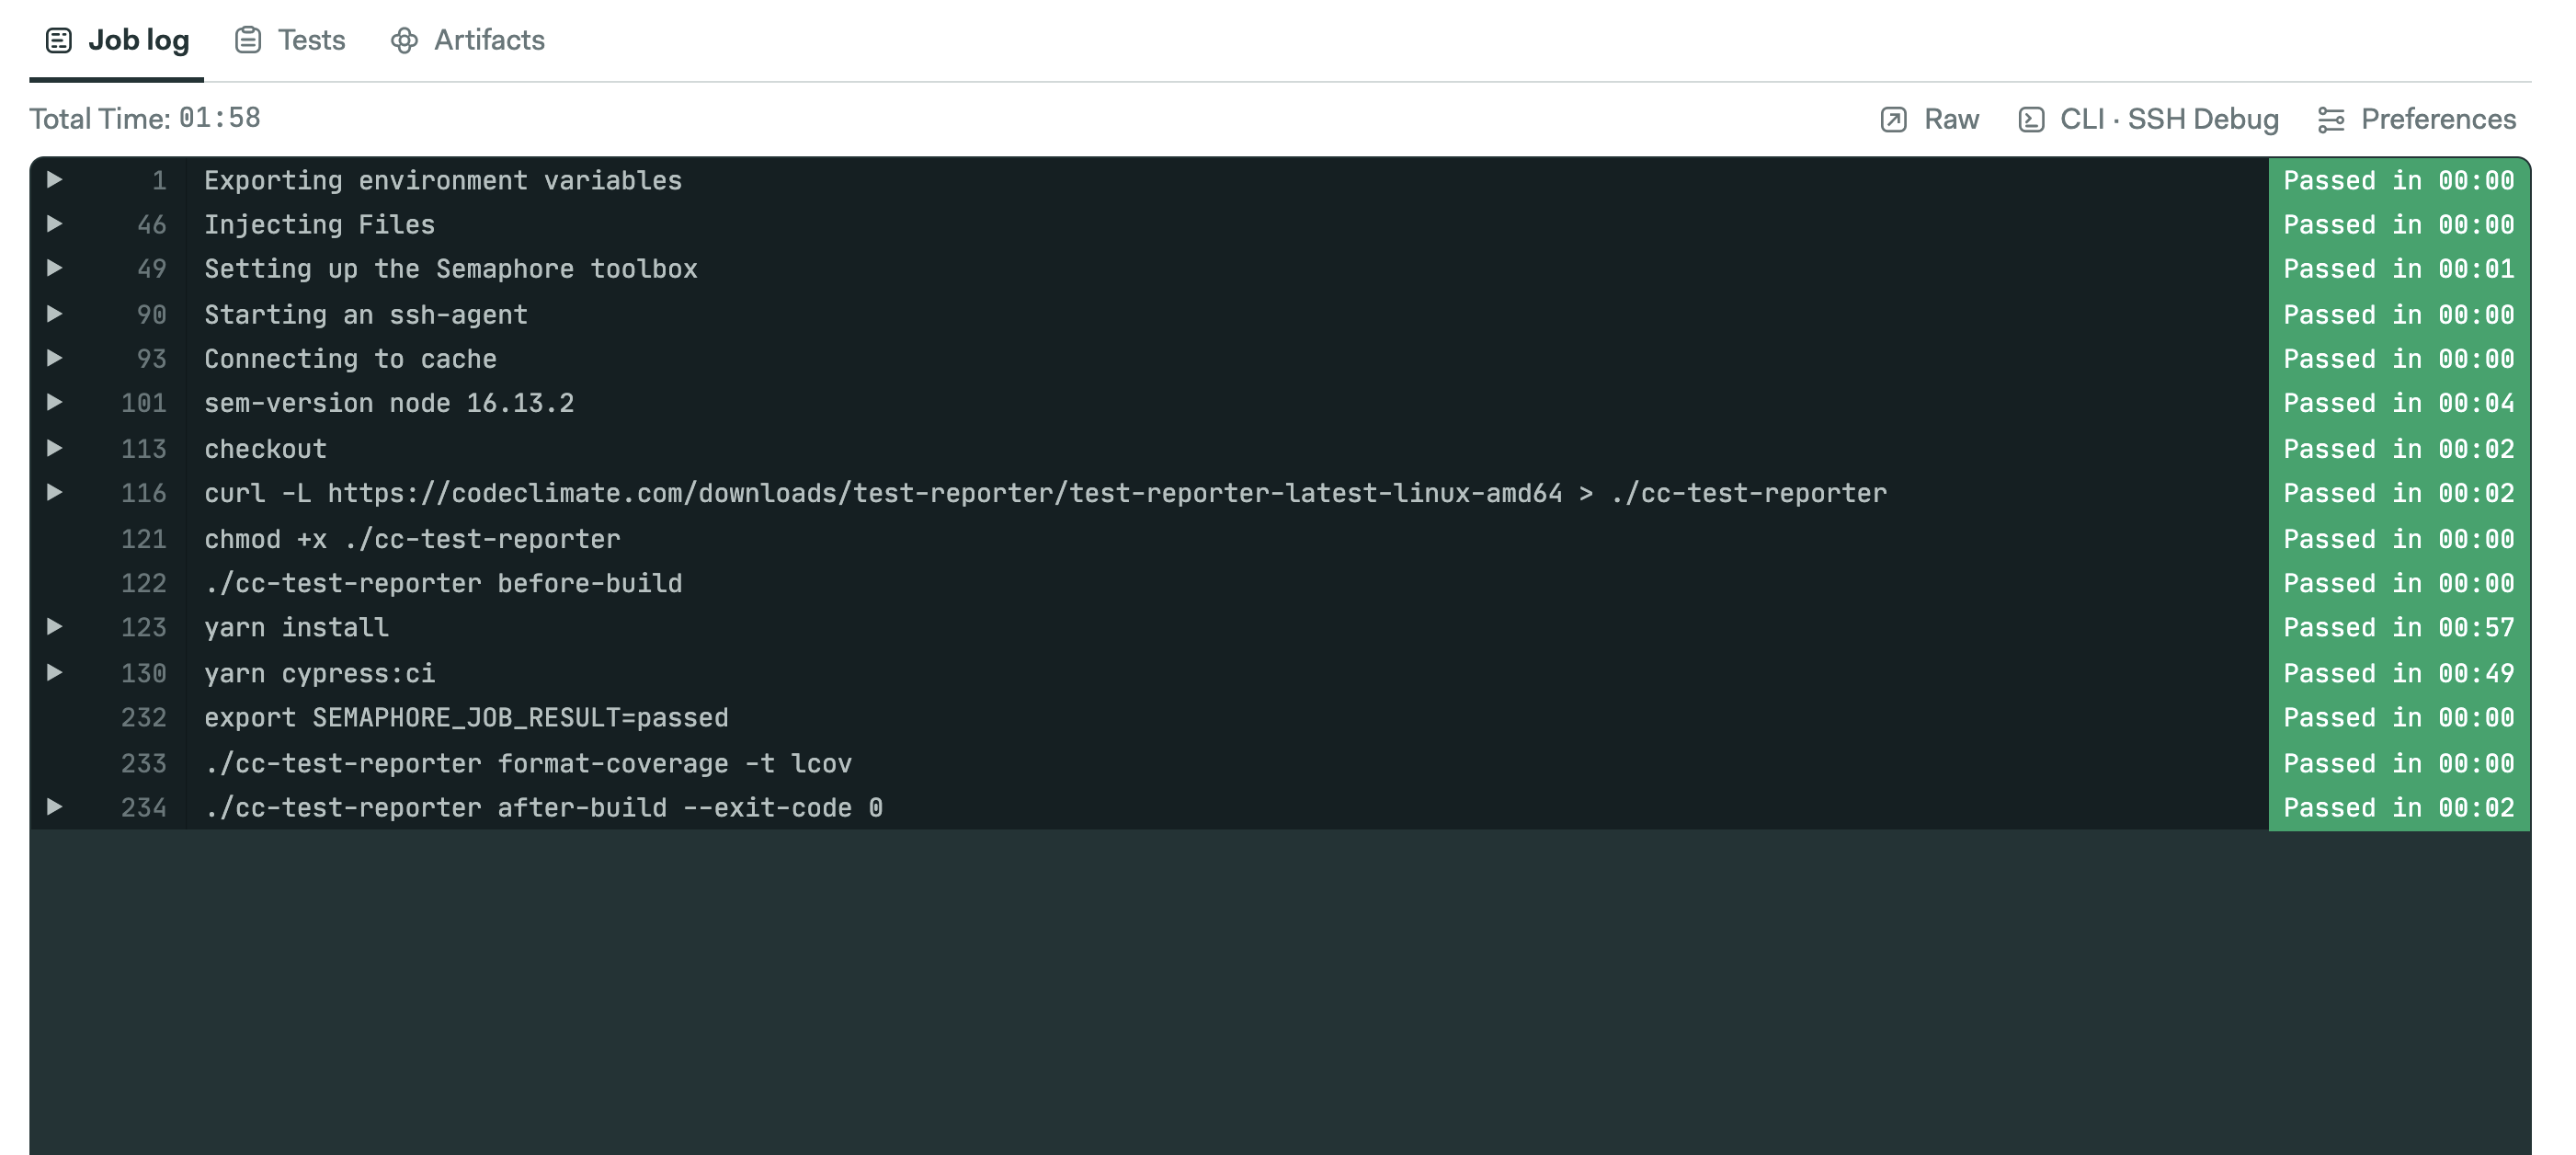 Job log Tests Artifacts
Total Time: 01:58 Raw CLI · SSH Debug Preferences
1 Exporting environment variables Passed in 00:00
46 Injecting Files Passed in 00:00
49 Setting up the Semaphore toolbox Passed in 00:01
90 Starting an ssh-agent Passed in 00:00
93 Connecting to cache Passed in 00:00
101 sem-version node 16.13.2 Passed in 00:04
113 checkout Passed in 00:02
116 curl -L https://codeclimate.com/downloads/test-reporter/test-reporter-latest-linux-amd64 > ./cc-test-reporter Passed in 00:02
121 chmod +x ./cc-test-reporter Passed in 00:00
122 ./cc-test-reporter before-build Passed in 00:00
123 yarn install Passed in 00:57
130 yarn cypress:ci Passed in 00:49
232 export SEMAPHORE_JOB_RESULT=passed Passed in 00:00
233 ./cc-test-reporter format-coverage -t lcov Passed in 00:00
234 ./cc-test-reporter after-build --exit-code 0 Passed in 00:02